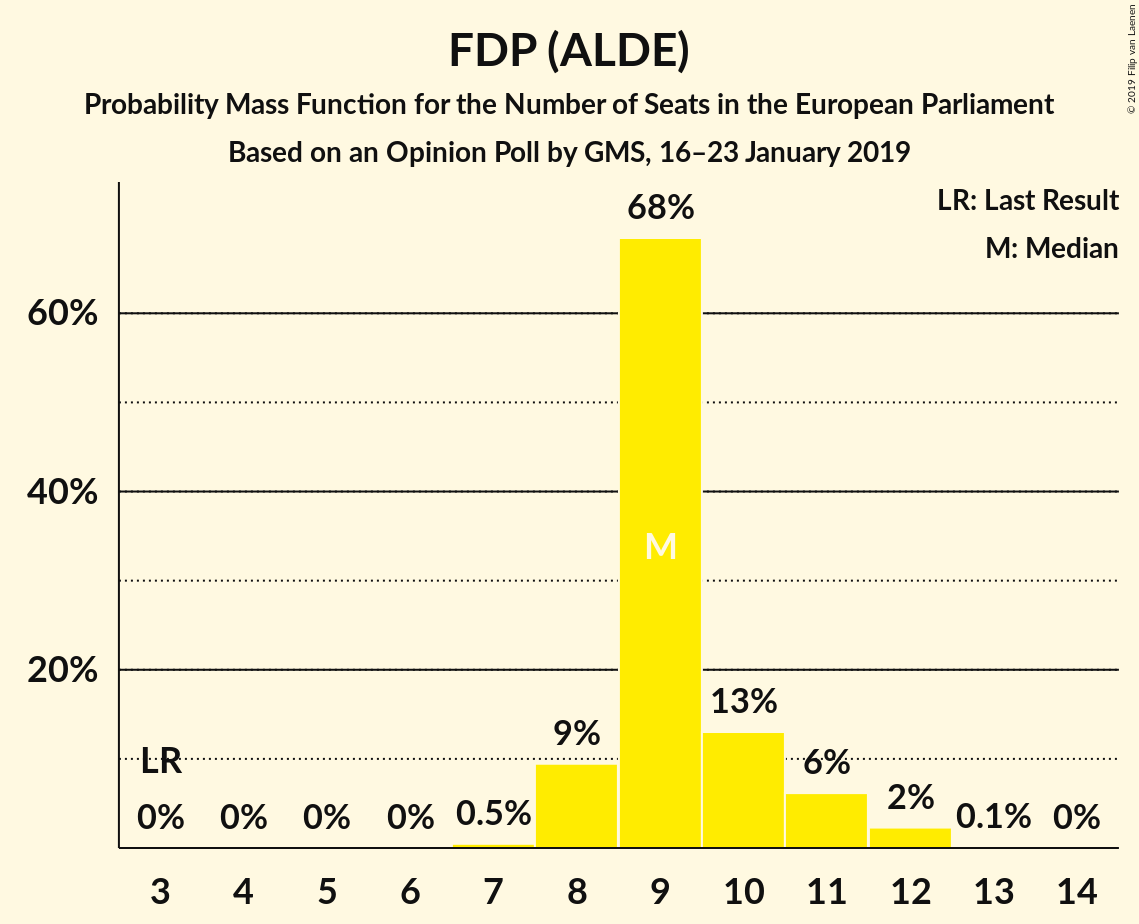 FDP (ALDE)
Probability Mass Function for the Number of Seats in the European Parliament
Based on an Opinion Poll by GMS, 16–23 January 2019
© 2019 Filip van Laenen
LR: Last Result
M: Median
60%
40%
20%
68%
M
13%
9%
6%
2%
LR
0%
0%
0%
0%
0.5%
0.1%
0%
3 4 5 6 7 8 9 10 11 12 13 14